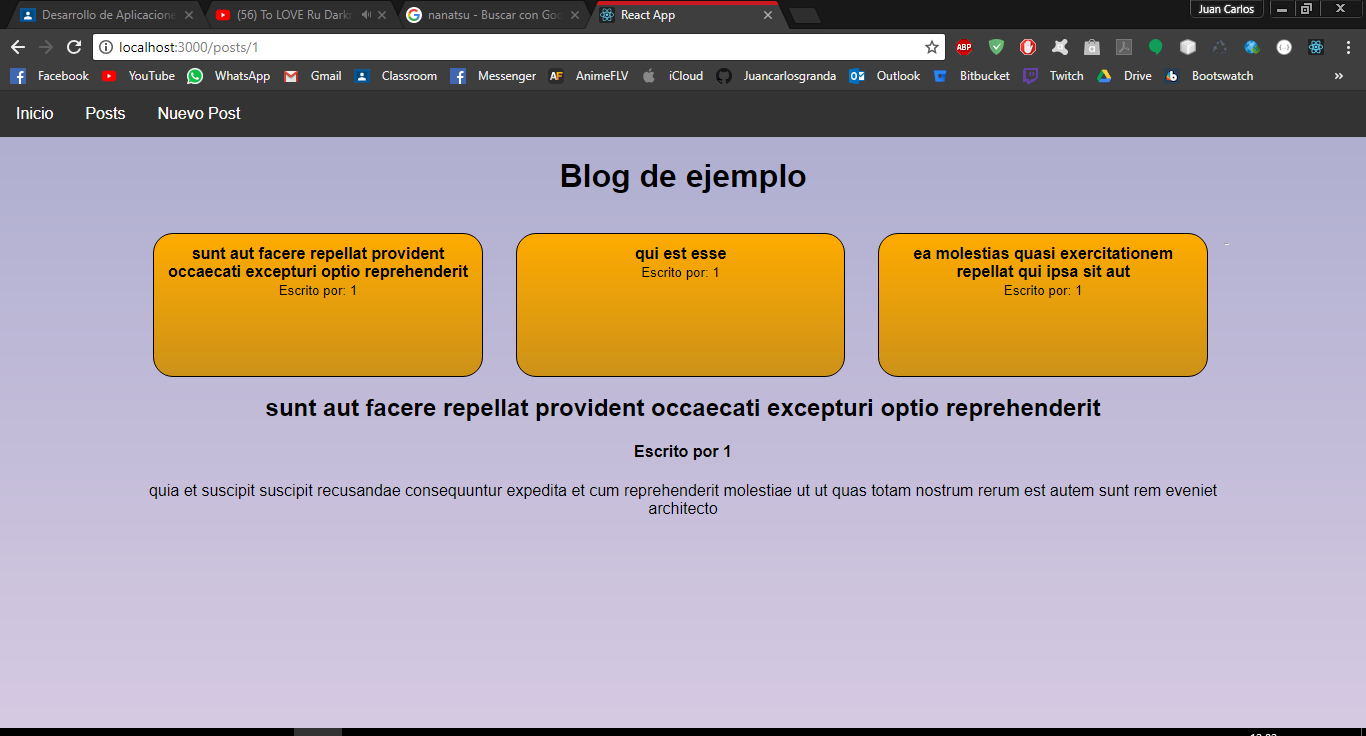 Desarrollo de Aplicacione
(56) To LOVE Ru Dark
nanatsu - Buscar con Goo
React App
Juan Carlos
localhost:3000/posts/1
ABP
Facebook
YouTube
WhatsApp
Gmail
Classroom
Messenger
AF
AnimeFLV
iCloud
Juancarlosgranda
Outlook
Bitbucket
Twitch
Drive
Bootswatch
»
Inicio
Posts
Nuevo Post
Blog de ejemplo
sunt aut facere repellat provident
occaecati excepturi optio reprehenderit
Escrito por: 1
qui est esse
Escrito por: 1
ea molestias quasi exercitationem
repellat qui ipsa sit aut
Escrito por: 1
sunt aut facere repellat provident occaecati excepturi optio reprehenderit
Escrito por 1
quia et suscipit suscipit recusandae consequuntur expedita et cum reprehenderit molestiae ut ut quas totam nostrum rerum est autem sunt rem eveniet
architecto